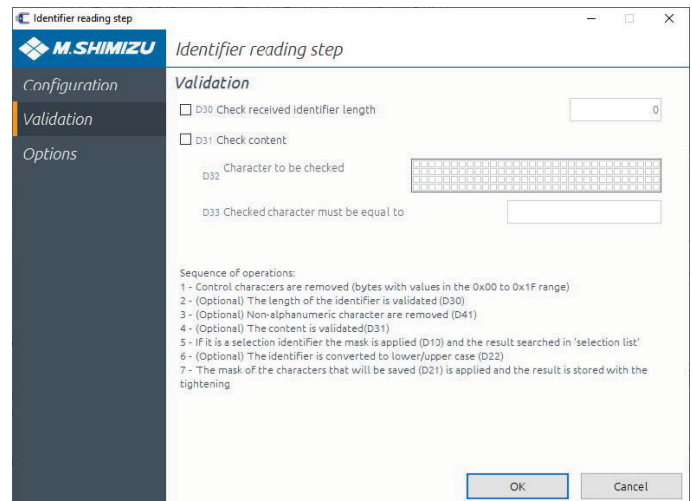 Identifier reading step
M.SHIMIZU
Identifier reading step
Configuration
Validation
Options
Validation
D30 Check received identifier length
0
D31 Check content
D32 Character to be checked
D33 Checked character must be equal to
Sequence of operations:
1 - Control characters are removed (bytes with values in the 0x00 to 0x1F range)
2 - (Optional) The length of the identifier is validated (D30)
3 - (Optional) Non-alphanumeric character are removed (D41)
4 - (Optional) The content is validated(D31)
5 - If it is a selection identifier the mask is applied (D13) and the result searched in 'selection list'
6 - (Optional) The identifier is converted to lower/upper case (D22)
7 - The mask of the characters that will be saved (D21) is applied and the result is stored with the
tightening
OK
Cancel